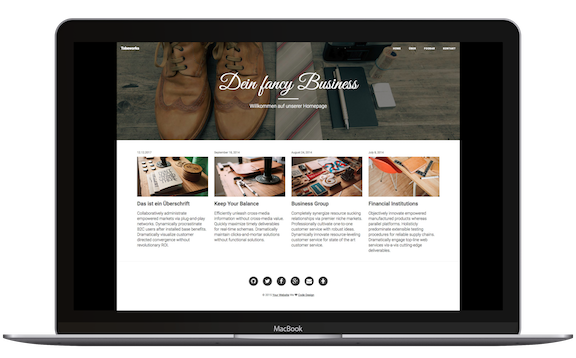 HOME
KONTAKT
Dein fancy Business
Willkommen auf unserer Homepage
12.12.2017
November 18, 2014
August 04, 2014
July 8, 2014
Das ist ein Überschrift
Keep Your Balance
Business Group
Financial Institutions
Collaboratively administrate
empowered markets via plug-and-play
networks. Dynamically procrastinate
B2C users after installed base benefits.
Dramatically visualize customer
directed convergence without
revolutionary ROI.
Efficiently unleash cross-media
information without cross-media value.
Quickly maximize timely deliverables
for real-time schemas. Dramatically
maintain clicks-and-mortar solutions
without functional solutions.
Completely synergize resource sucking
relationships via premier niche markets.
Professionally cultivate one-to-one
customer service with robust ideas.
Dynamically innovate resource-leveling
customer service for state of the art
customer service.
Objectively innovate empowered
manufactured products whereas
parallel platforms. Holisticly
predominate extensible testing
procedures for reliable supply chains.
Dramatically engage top-line web
services vis-a-vis cutting-edge
deliverables.
MacBook